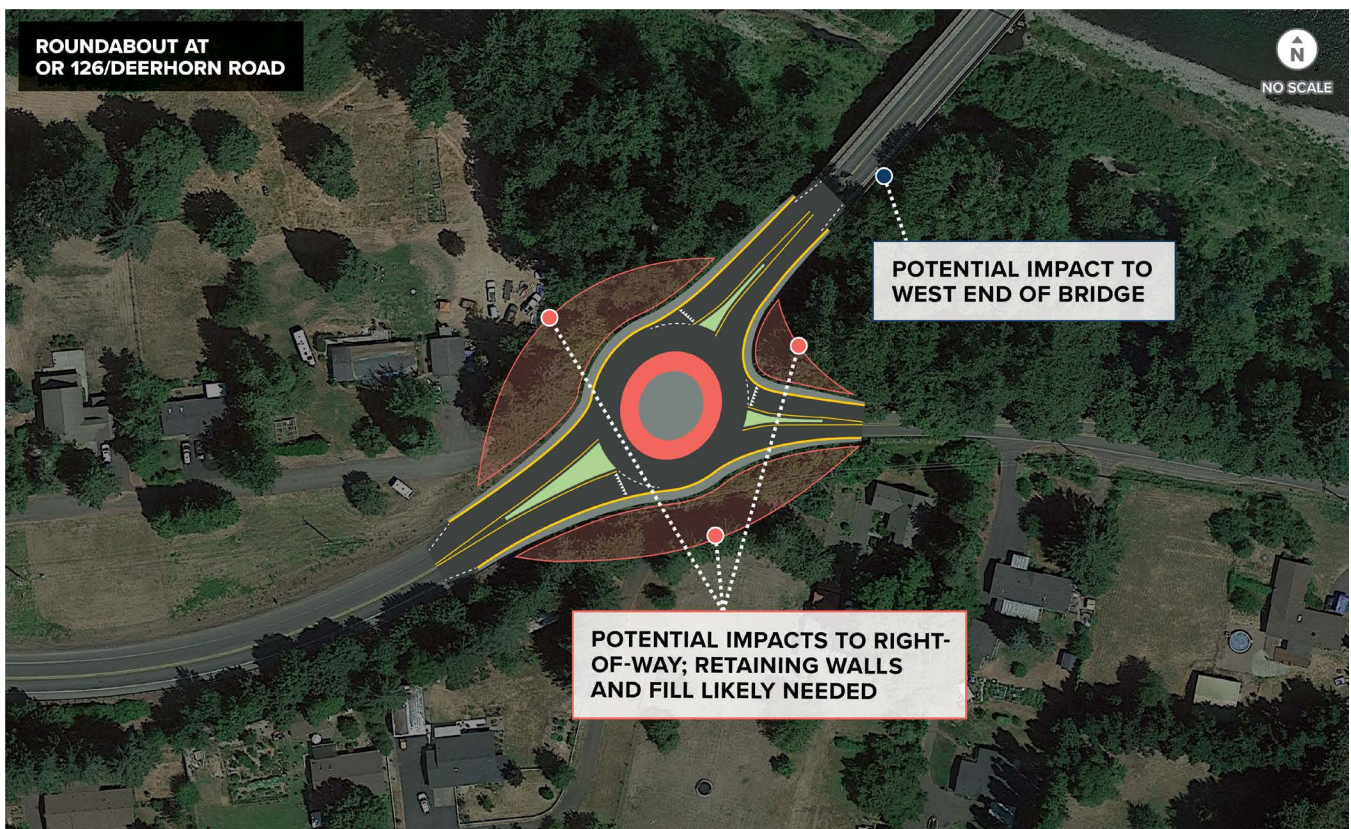 ROUNDABOUT AT
OR 126/DEERHORN ROAD
N
NO SCALE
POTENTIAL IMPACT TO
WEST END OF BRIDGE
POTENTIAL IMPACTS TO RIGHT-
OF-WAY; RETAINING WALLS
AND FILL LIKELY NEEDED